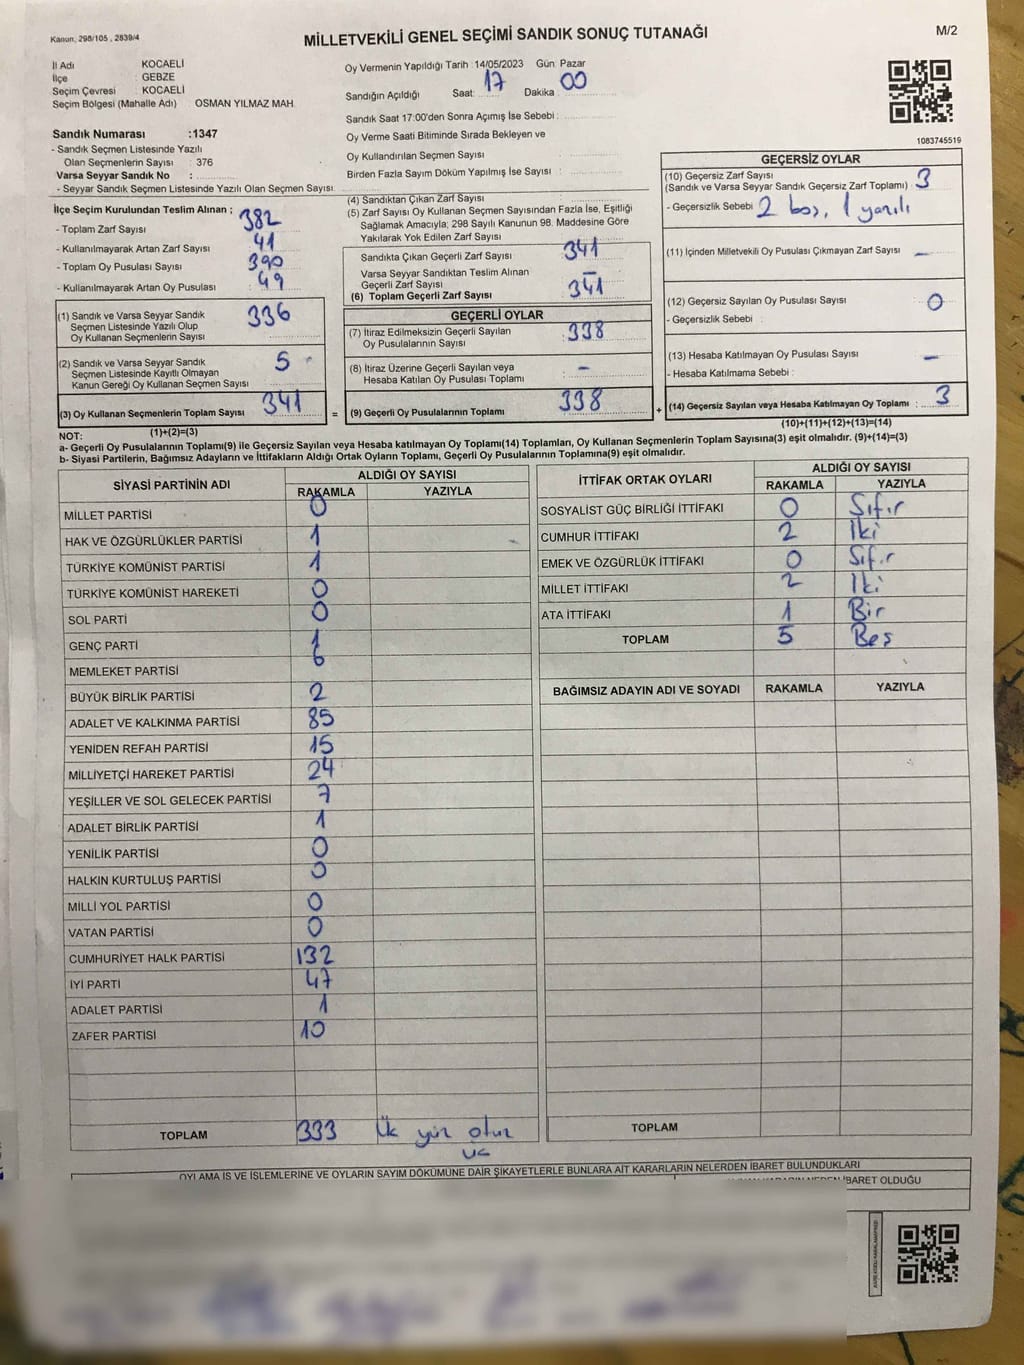 Kanun, 298/105 , 2839/4
MİLLETVEKİLİ GENEL SEÇİMİ SANDIK SONUÇ TUTANAĞI
M/2
İl Adı KOCAELİ
İlçe : GEBZE
Seçim Çevresi : KOCAELİ
Seçim Bölgesi (Mahalle Adı) OSMAN YILMAZ MAH.
Oy Vermenin Yapıldığı Tarih : 14/05/2023 Gün: Pazar
Sandığın Açıldığı Saat: 17 Dakika : 00
Sandık Saat 17:00'den Sonra Açımış İse Sebebi :
Oy Verme Saati Bitiminde Sırada Bekleyen ve
Oy Kullandırılan Seçmen Sayısı :
Birden Fazla Sayım Döküm Yapılmış İse Sayısı :
1083745519
Sandık Numarası :1347
- Sandık Seçmen Listesinde Yazılı
Olan Seçmenlerin Sayısı : 376
Varsa Seyyar Sandık No :
- Seyyar Sandık Seçmen Listesinde Yazılı Olan Seçmen Sayısı
İlçe Seçim Kurulundan Teslim Alınan ;
- Toplam Zarf Sayısı 382
- Kullanılmayarak Artan Zarf Sayısı 41
- Toplam Oy Pusulası Sayısı 390
- Kullanılmayarak Artan Oy Pusulası 49
(1) Sandık ve Varsa Seyyar Sandık
Seçmen Listesinde Yazılı Olup
Oy Kullanan Seçmenlerin Sayısı 336
(2) Sandık ve Varsa Seyyar Sandık
Seçmen Listesinde Kayıtlı Olmayan
Kanun Gereği Oy Kullanan Seçmen Sayısı 5
(3) Oy Kullanan Seçmenlerin Toplam Sayısı 341
(1)+(2)=(3)
(4) Sandıktan Çıkan Zarf Sayısı :
(5) Zarf Sayısı Oy Kullanan Seçmen Sayısından Fazla İse, Eşitliği
Sağlamak Amacıyla; 298 Sayılı Kanunun 98. Maddesine Göre
Yakılarak Yok Edilen Zarf Sayısı :
Sandıkta Çıkan Geçerli Zarf Sayısı 341
Varsa Seyyar Sandıktan Teslim Alınan
Geçerli Zarf Sayısı : –
(6) Toplam Geçerli Zarf Sayısı 341
GEÇERLİ OYLAR
(7) İtiraz Edilmeksizin Geçerli Sayılan
Oy Pusulalarının Sayısı : 338
(8) İtiraz Üzerine Geçerli Sayılan veya
Hesaba Katılan Oy Pusulası Toplamı : –
= (9) Geçerli Oy Pusulalarının Toplamı 338
GEÇERSİZ OYLAR
(10) Geçersiz Zarf Sayısı
(Sandık ve Varsa Seyyar Sandık Geçersiz Zarf Toplamı) 3
- Geçersizlik Sebebi : 2 boş, 1 yazılı
(11) İçinden Milletvekili Oy Pusulası Çıkmayan Zarf Sayısı –
(12) Geçersiz Sayılan Oy Pusulası Sayısı 0
- Geçersizlik Sebebi :
(13) Hesaba Katılmayan Oy Pusulası Sayısı –
- Hesaba Katılmama Sebebi :
+ (14) Geçersiz Sayılan veya Hesaba Katılmayan Oy Toplamı : 3
(10)+(11)+(12)+(13)=(14)
NOT:
a- Geçerli Oy Pusulalarının Toplamı(9) ile Geçersiz Sayılan veya Hesaba katılmayan Oy Toplamı(14) Toplamları, Oy Kullanan Seçmenlerin Toplam Sayısına(3) eşit olmalıdır. (9)+(14)=(3)
b- Siyasi Partilerin, Bağımsız Adayların ve İttifakların Aldığı Ortak Oyların Toplamı, Geçerli Oy Pusulalarının Toplamına(9) eşit olmalıdır.
SİYASİ PARTİNİN ADI ALDIĞI OY SAYISI
RAKAMLA YAZIYLA
MİLLET PARTİSİ 0
HAK VE ÖZGÜRLÜKLER PARTİSİ 1
TÜRKİYE KOMÜNİST PARTİSİ 1
TÜRKİYE KOMÜNİST HAREKETİ 0
SOL PARTİ 0
GENÇ PARTİ 1
MEMLEKET PARTİSİ 6
BÜYÜK BİRLİK PARTİSİ 2
ADALET VE KALKINMA PARTİSİ 85
YENİDEN REFAH PARTİSİ 15
MİLLİYETÇİ HAREKET PARTİSİ 24
YEŞİLLER VE SOL GELECEK PARTİSİ 7
ADALET BİRLİK PARTİSİ 1
YENİLİK PARTİSİ 0
HALKIN KURTULUŞ PARTİSİ 0
MİLLİ YOL PARTİSİ 0
VATAN PARTİSİ 0
CUMHURİYET HALK PARTİSİ 132
İYİ PARTİ 47
ADALET PARTİSİ 1
ZAFER PARTİSİ 10
TOPLAM 333 Üç yüz otuz
üç
İTTİFAK ORTAK OYLARI ALDIĞI OY SAYISI
RAKAMLA YAZIYLA
SOSYALİST GÜÇ BİRLİĞİ İTTİFAKI 0 Sıfır
CUMHUR İTTİFAKI 2 İki
EMEK VE ÖZGÜRLÜK İTTİFAKI 0 Sıfır
MİLLET İTTİFAKI 2 İki
ATA İTTİFAKI 1 Bir
TOPLAM 5 Beş
BAĞIMSIZ ADAYIN ADI VE SOYADI RAKAMLA YAZIYLA
TOPLAM
OYLAMA İŞ VE İŞLEMLERİNE VE OYLARIN SAYIM DÖKÜMÜNE DAİR ŞİKAYETLERLE BUNLARA AİT KARARLARIN NELERDEN İBARET BULUNDUKLARI
İBARET OLDUĞU